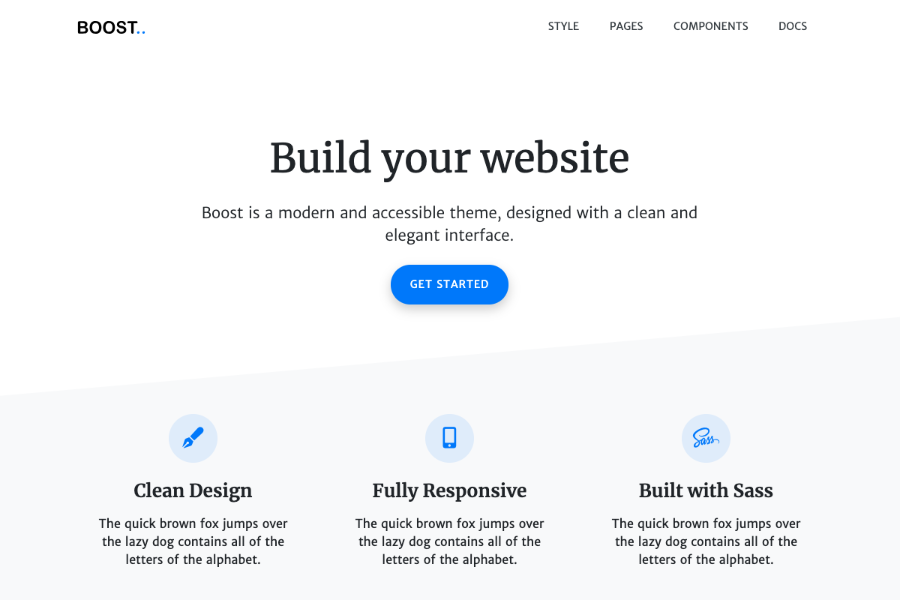 BOOST..
STYLE PAGES COMPONENTS DOCS
Build your website
Boost is a modern and accessible theme, designed with a clean and
elegant interface.
GET STARTED
Sass
Clean Design
The quick brown fox jumps over
the lazy dog contains all of the
letters of the alphabet.
Fully Responsive
The quick brown fox jumps over
the lazy dog contains all of the
letters of the alphabet.
Built with Sass
The quick brown fox jumps over
the lazy dog contains all of the
letters of the alphabet.